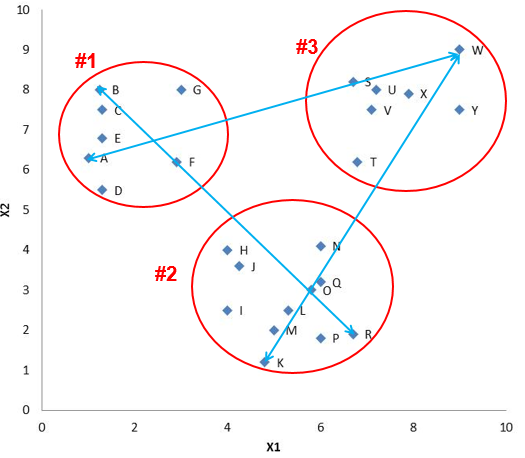 10
9
8
7
6
5
4
3
2
1
0
X2
#1
#3
#2
B
G
C
E
A
F
D
S
W
U
X
V
Y
T
H
N
J
Q
O
I
L
M
P
R
K
0
2
4
6
8
10
X1